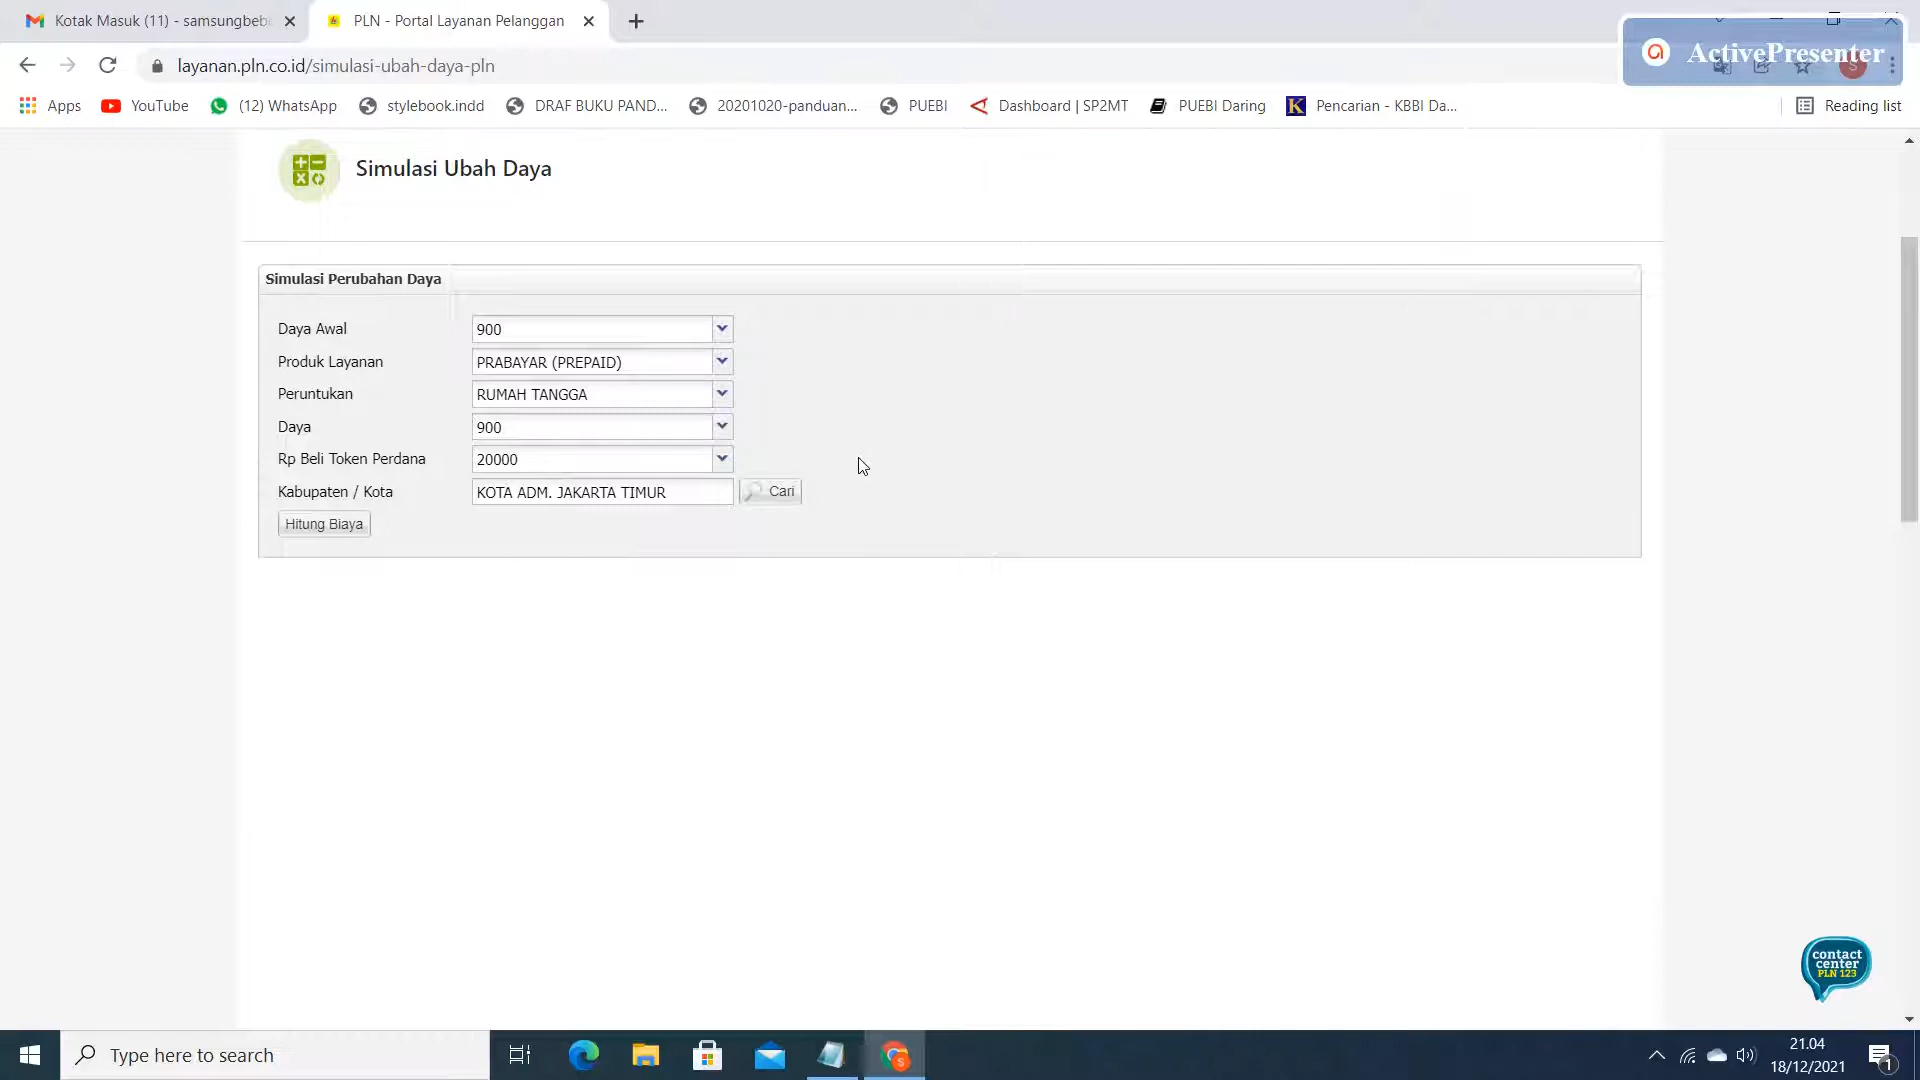 Kotak Masuk (11) - samsungbeb
PLN - Portal Layanan Pelanggan
ActivePresenter
layanan.pln.co.id/simulasi-ubah-daya-pln
S
Apps
YouTube
(12) WhatsApp
stylebook.indd
DRAF BUKU PAND...
20201020-panduan...
PUEBI
Dashboard | SP2MT
PUEBI Daring
K
Pencarian - KBBI Da...
Reading list
Simulasi Ubah Daya
Simulasi Perubahan Daya
Daya Awal 900
Produk Layanan PRABAYAR (PREPAID)
Peruntukan RUMAH TANGGA
Daya 900
Rp Beli Token Perdana 20000
Kabupaten / Kota KOTA ADM. JAKARTA TIMUR Cari
Hitung Biaya
contact
center
PLN 123
Type here to search
S
21.04
18/12/2021
1